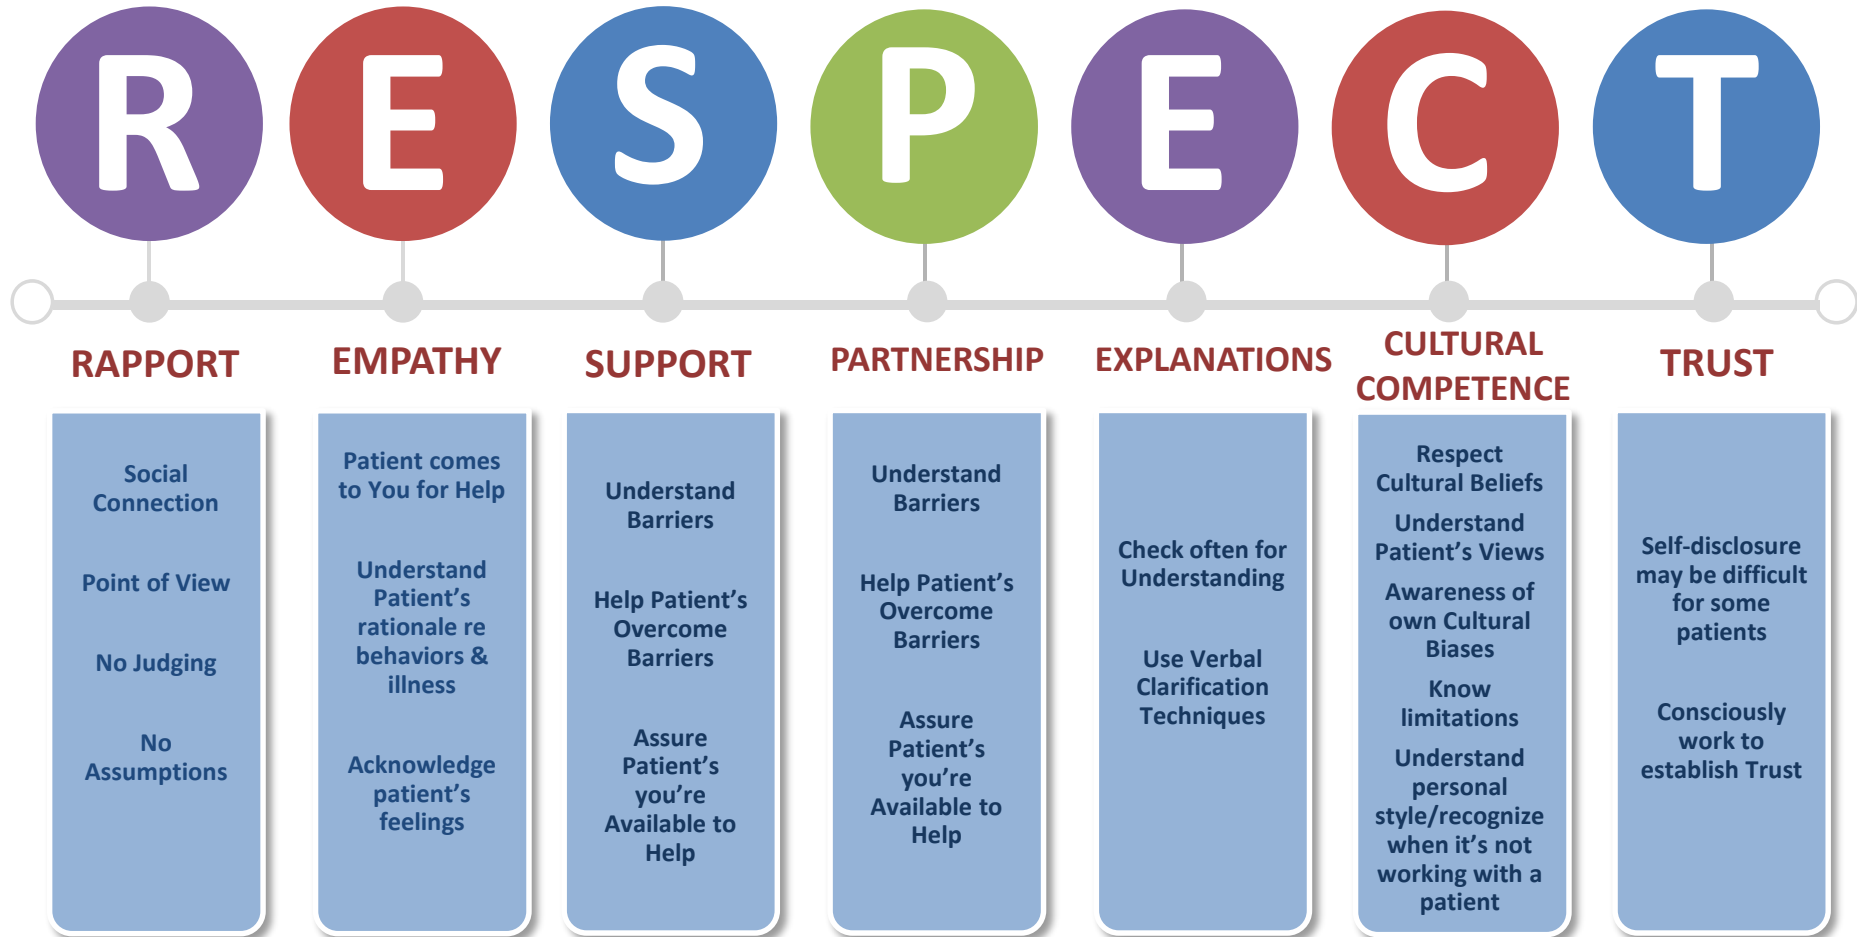 R
E
S
P
E
C
T
RAPPORT
Social
Connection
Point of View
No Judging
No
Assumptions
EMPATHY
Patient comes
to You for Help
Understand
Patient’s
rationale re
behaviors &
illness
Acknowledge
patient’s
feelings
SUPPORT
Understand
Barriers
Help Patient’s
Overcome
Barriers
Assure
Patient’s
you’re
Available to
Help
PARTNERSHIP
Understand
Barriers
Help Patient’s
Overcome
Barriers
Assure
Patient’s
you’re
Available to
Help
EXPLANATIONS
Check often for
Understanding
Use Verbal
Clarification
Techniques
CULTURAL
COMPETENCE
Respect
Cultural Beliefs
Understand
Patient’s Views
Awareness of
own Cultural
Biases
Know
limitations
Understand
personal
style/recognize
when it’s not
working with a
patient
TRUST
Self-disclosure
may be difficult
for some
patients
Consciously
work to
establish Trust